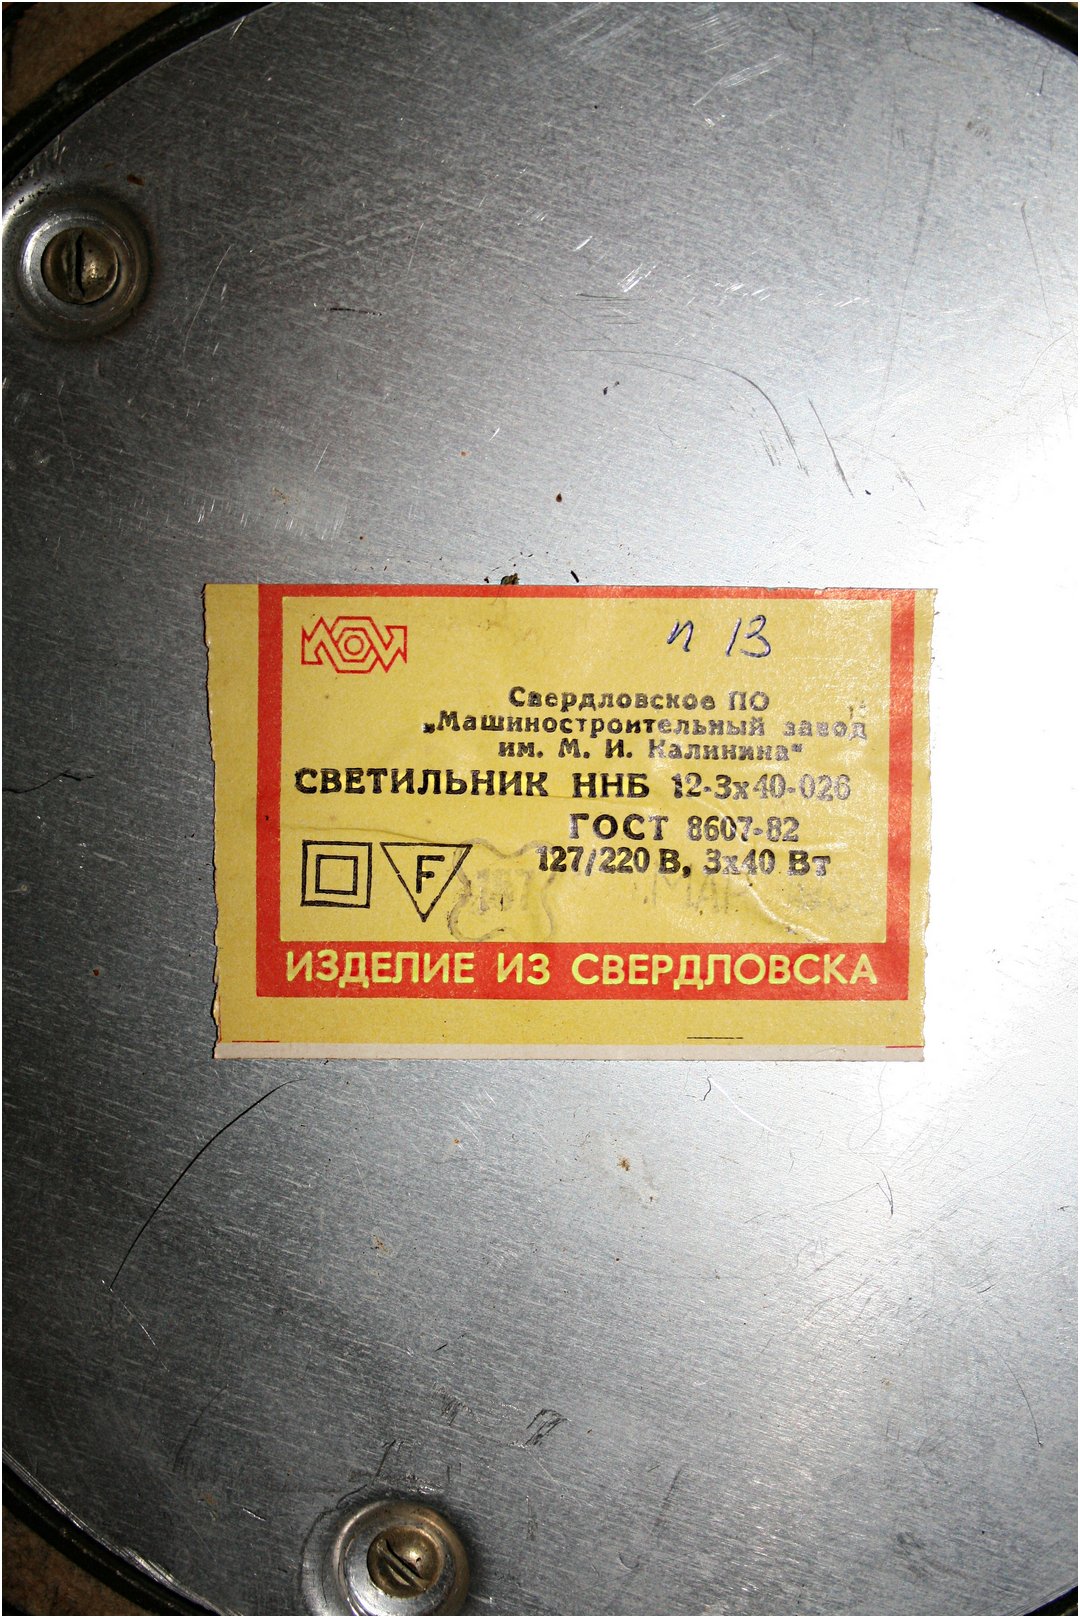 п 13
Свердловское ПО
„Машиностроительный завод
им. М. И. Калинина“
СВЕТИЛЬНИК ННБ 12-3х40-026
ГОСТ 8607-82
127/220 В, 3х40 Вт
F
ИЗДЕЛИЕ ИЗ СВЕРДЛОВСКА